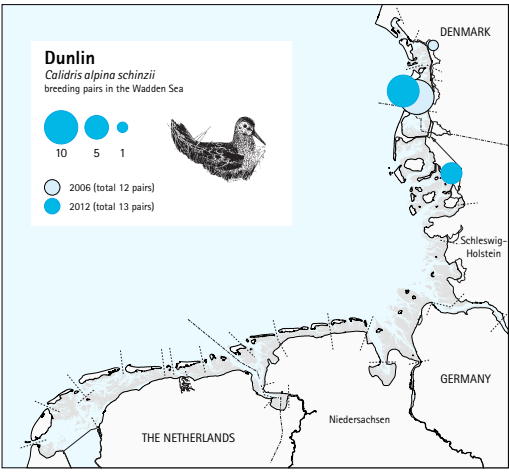 Dunlin
Calidris alpina schinzii
breeding pairs in the Wadden Sea
10 5 1
2006 (total 12 pairs)
2012 (total 13 pairs)
DENMARK
Schleswig-
Holstein
GERMANY
Niedersachsen
THE NETHERLANDS